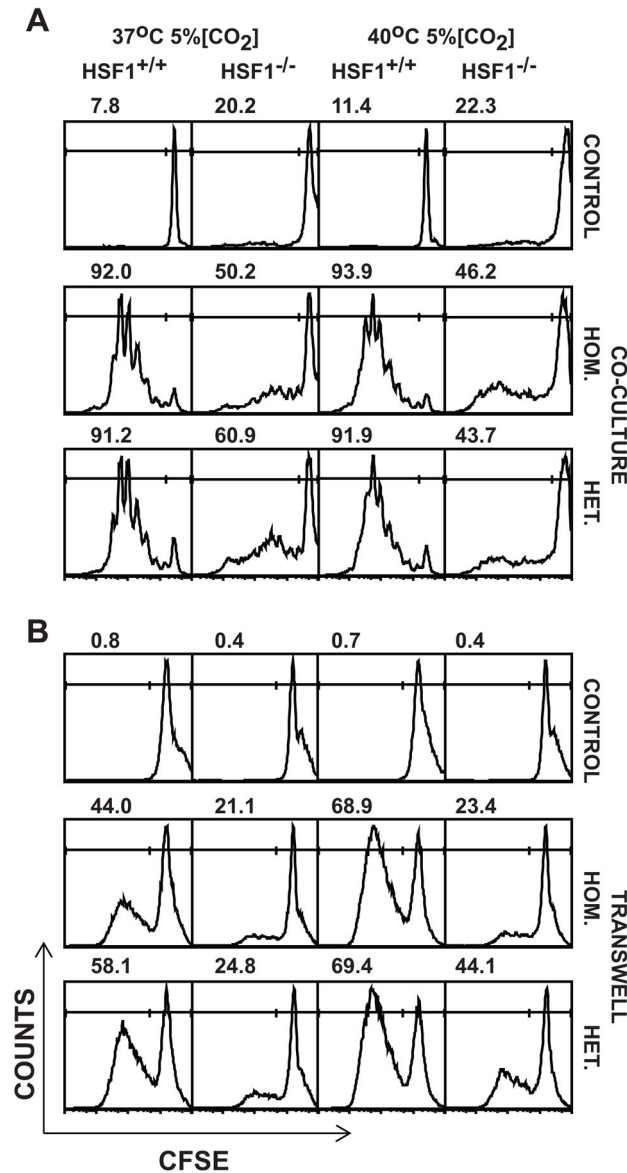 A
37°C 5%[CO2] 40°C 5%[CO2]
HSF1+/+ HSF1-/- HSF1+/+ HSF1-/-
7.8 20.2 11.4 22.3
CONTROL
92.0 50.2 93.9 46.2
HOM.
91.2 60.9 91.9 43.7
HET.
CO-CULTURE
B
0.8 0.4 0.7 0.4
CONTROL
44.0 21.1 68.9 23.4
HOM.
58.1 24.8 69.4 44.1
HET.
TRANSWELL
COUNTS
CFSE